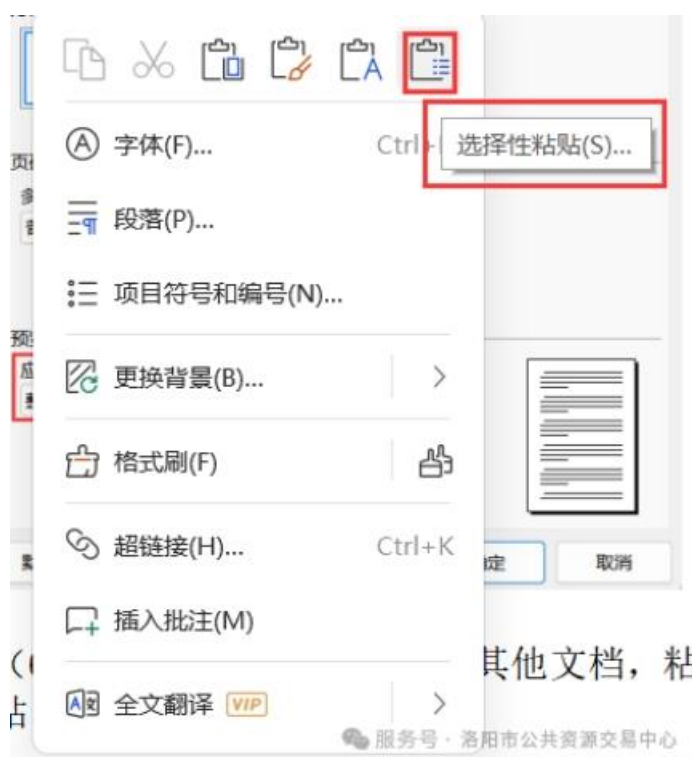 字体(F)...
Ctrl+
选择性粘贴(S)...
段落(P)...
项目符号和编号(N)...
更换背景(B)...
格式刷(F)
超链接(H)... Ctrl+K
定 取消
插入批注(M)
其他文档，粘
全文翻译 VIP
服务号 · 洛阳市公共资源交易中心